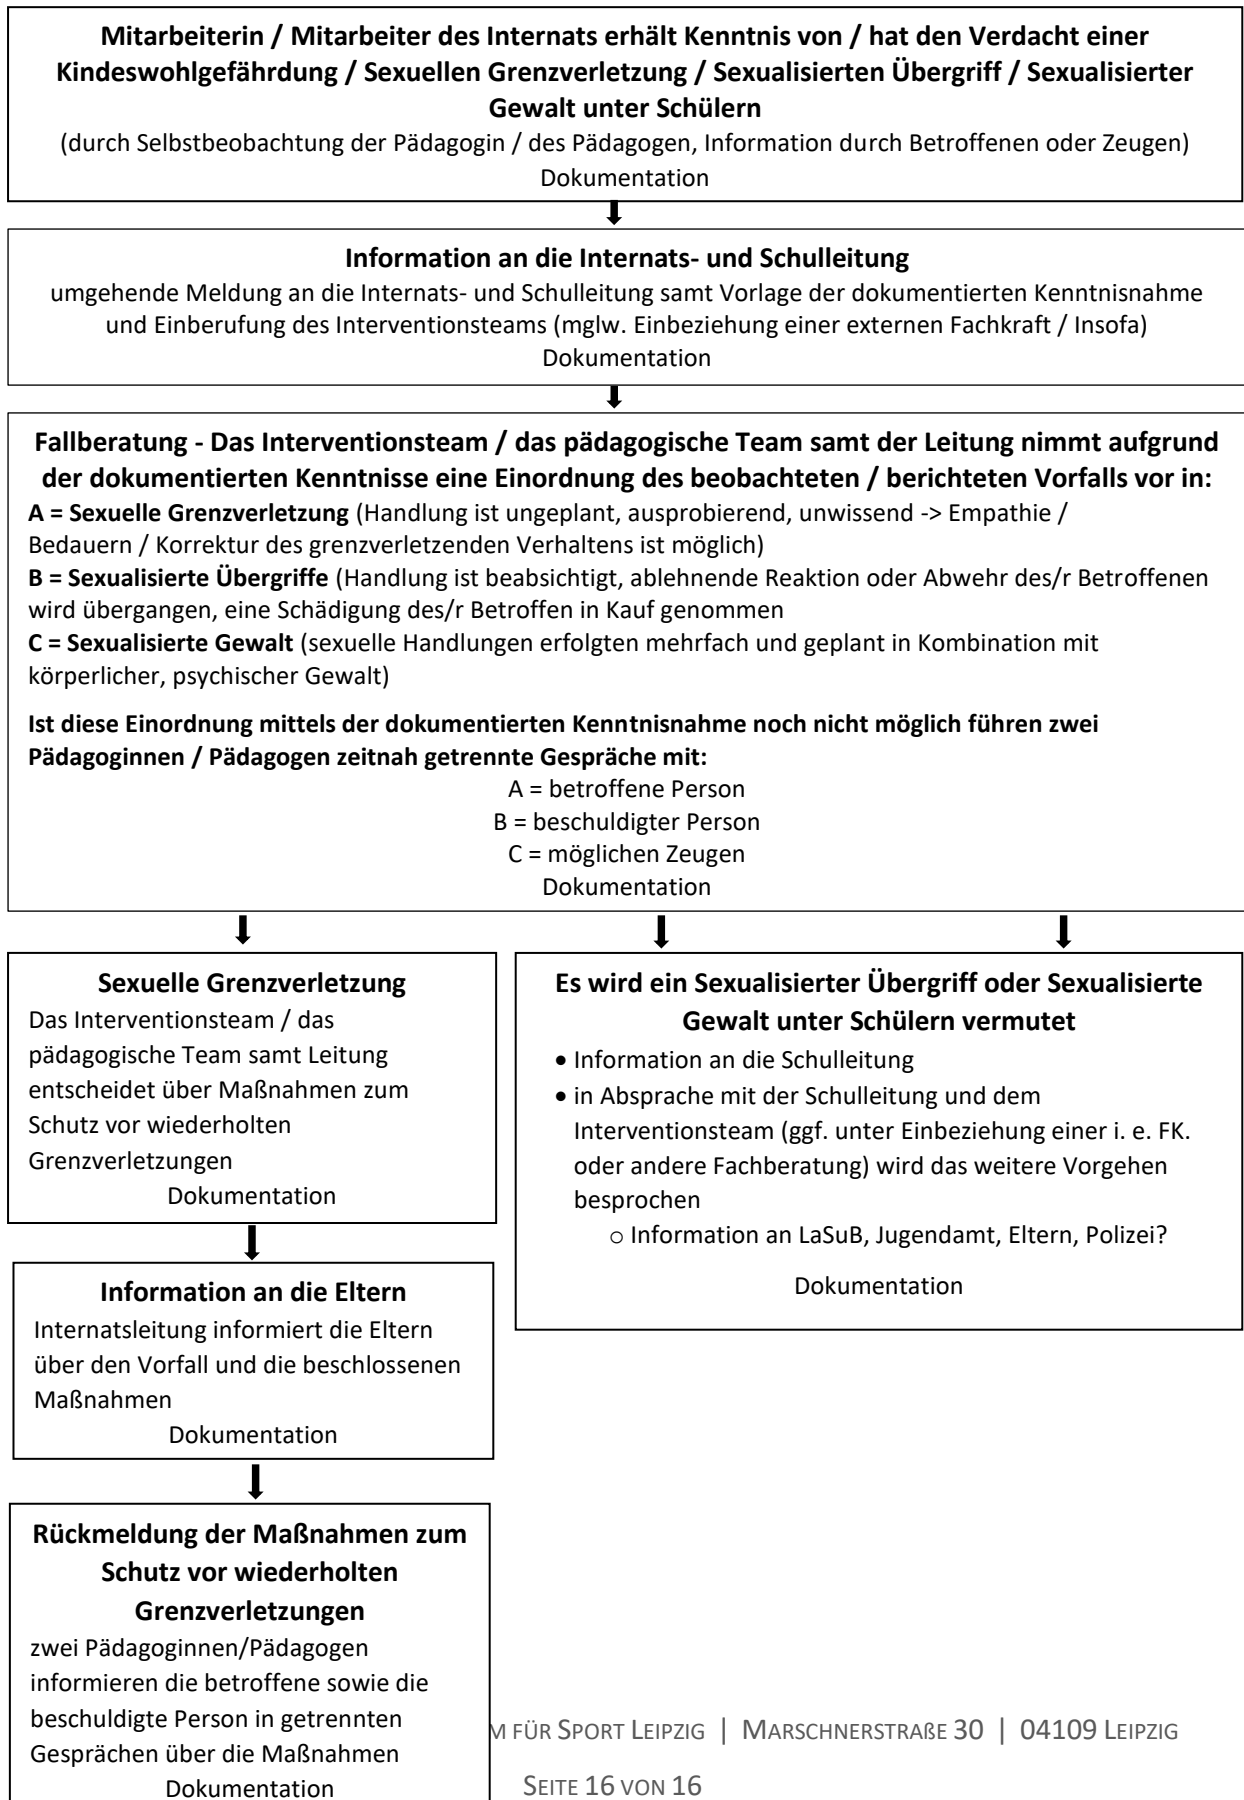 Mitarbeiterin / Mitarbeiter des Internats erhält Kenntnis von / hat den Verdacht einer
Kindeswohlgefährdung / Sexuellen Grenzverletzung / Sexualisierten Übergriff / Sexualisierter
Gewalt unter Schülern
(durch Selbstbeobachtung der Pädagogin / des Pädagogen, Information durch Betroffenen oder Zeugen)
Dokumentation
Information an die Internats- und Schulleitung
umgehende Meldung an die Internats- und Schulleitung samt Vorlage der dokumentierten Kenntnisnahme
und Einberufung des Interventionsteams (mglw. Einbeziehung einer externen Fachkraft / Insofa)
Dokumentation
Fallberatung - Das Interventionsteam / das pädagogische Team samt der Leitung nimmt aufgrund
der dokumentierten Kenntnisse eine Einordnung des beobachteten / berichteten Vorfalls vor in:
A = Sexuelle Grenzverletzung (Handlung ist ungeplant, ausprobierend, unwissend -> Empathie /
Bedauern / Korrektur des grenzverletzenden Verhaltens ist möglich)
B = Sexualisierte Übergriffe (Handlung ist beabsichtigt, ablehnende Reaktion oder Abwehr des/r Betroffenen
wird übergangen, eine Schädigung des/r Betroffen in Kauf genommen
C = Sexualisierte Gewalt (sexuelle Handlungen erfolgten mehrfach und geplant in Kombination mit
körperlicher, psychischer Gewalt)
Ist diese Einordnung mittels der dokumentierten Kenntnisnahme noch nicht möglich führen zwei
Pädagoginnen / Pädagogen zeitnah getrennte Gespräche mit:
A = betroffene Person
B = beschuldigter Person
C = möglichen Zeugen
Dokumentation
Sexuelle Grenzverletzung
Das Interventionsteam / das
pädagogische Team samt Leitung
entscheidet über Maßnahmen zum
Schutz vor wiederholten
Grenzverletzungen
Dokumentation
Es wird ein Sexualisierter Übergriff oder Sexualisierte
Gewalt unter Schülern vermutet
• Information an die Schulleitung
• in Absprache mit der Schulleitung und dem
Interventionsteam (ggf. unter Einbeziehung einer i. e. FK.
oder andere Fachberatung) wird das weitere Vorgehen
besprochen
o Information an LaSuB, Jugendamt, Eltern, Polizei?
Dokumentation
Information an die Eltern
Internatsleitung informiert die Eltern
über den Vorfall und die beschlossenen
Maßnahmen
Dokumentation
Rückmeldung der Maßnahmen zum
Schutz vor wiederholten
Grenzverletzungen
zwei Pädagoginnen/Pädagogen
informieren die betroffene sowie die
beschuldigte Person in getrennten
Gesprächen über die Maßnahmen
Dokumentation
FÜR SPORT LEIPZIG | MARSCHNERSTRAßE 30 | 04109 LEIPZIG
SEITE 16 VON 16